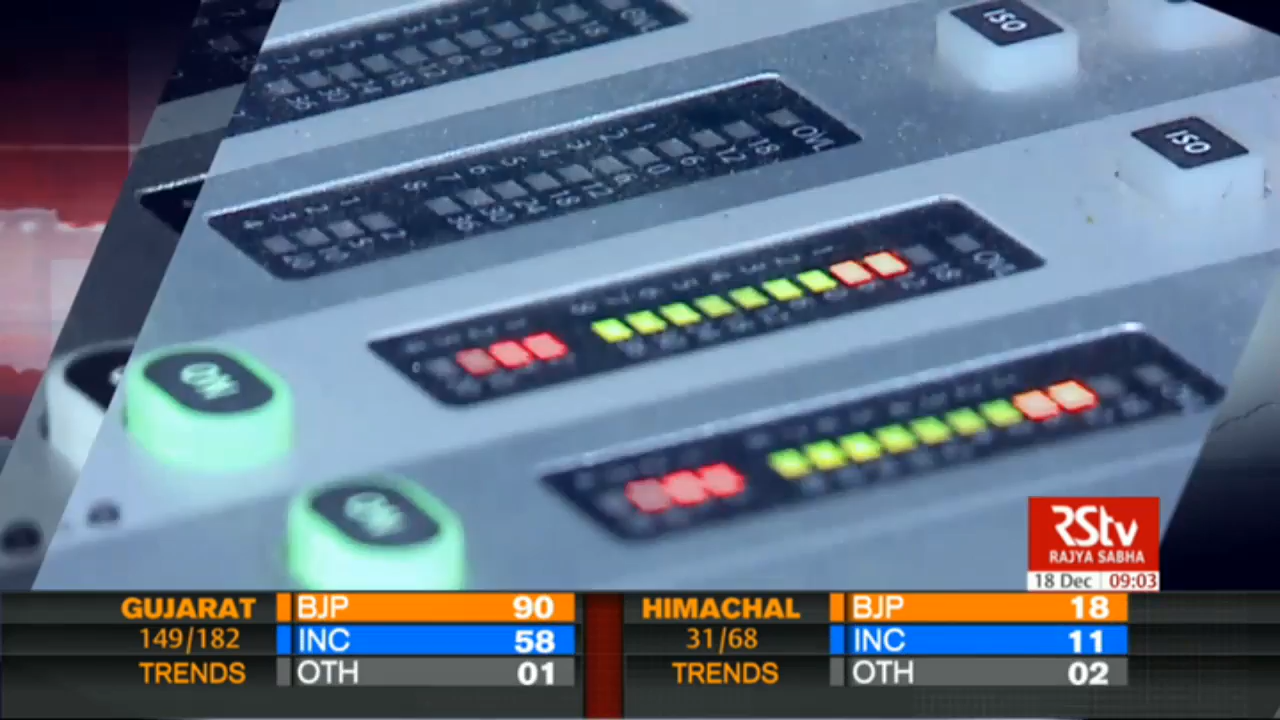 ISO
ISO
ON
ON
RStv
RAJYA SABHA
18 Dec 09:03
GUJARAT BJP 90
149/182 INC 58
TRENDS OTH 01
HIMACHAL BJP 18
31/68 INC 11
TRENDS OTH 02